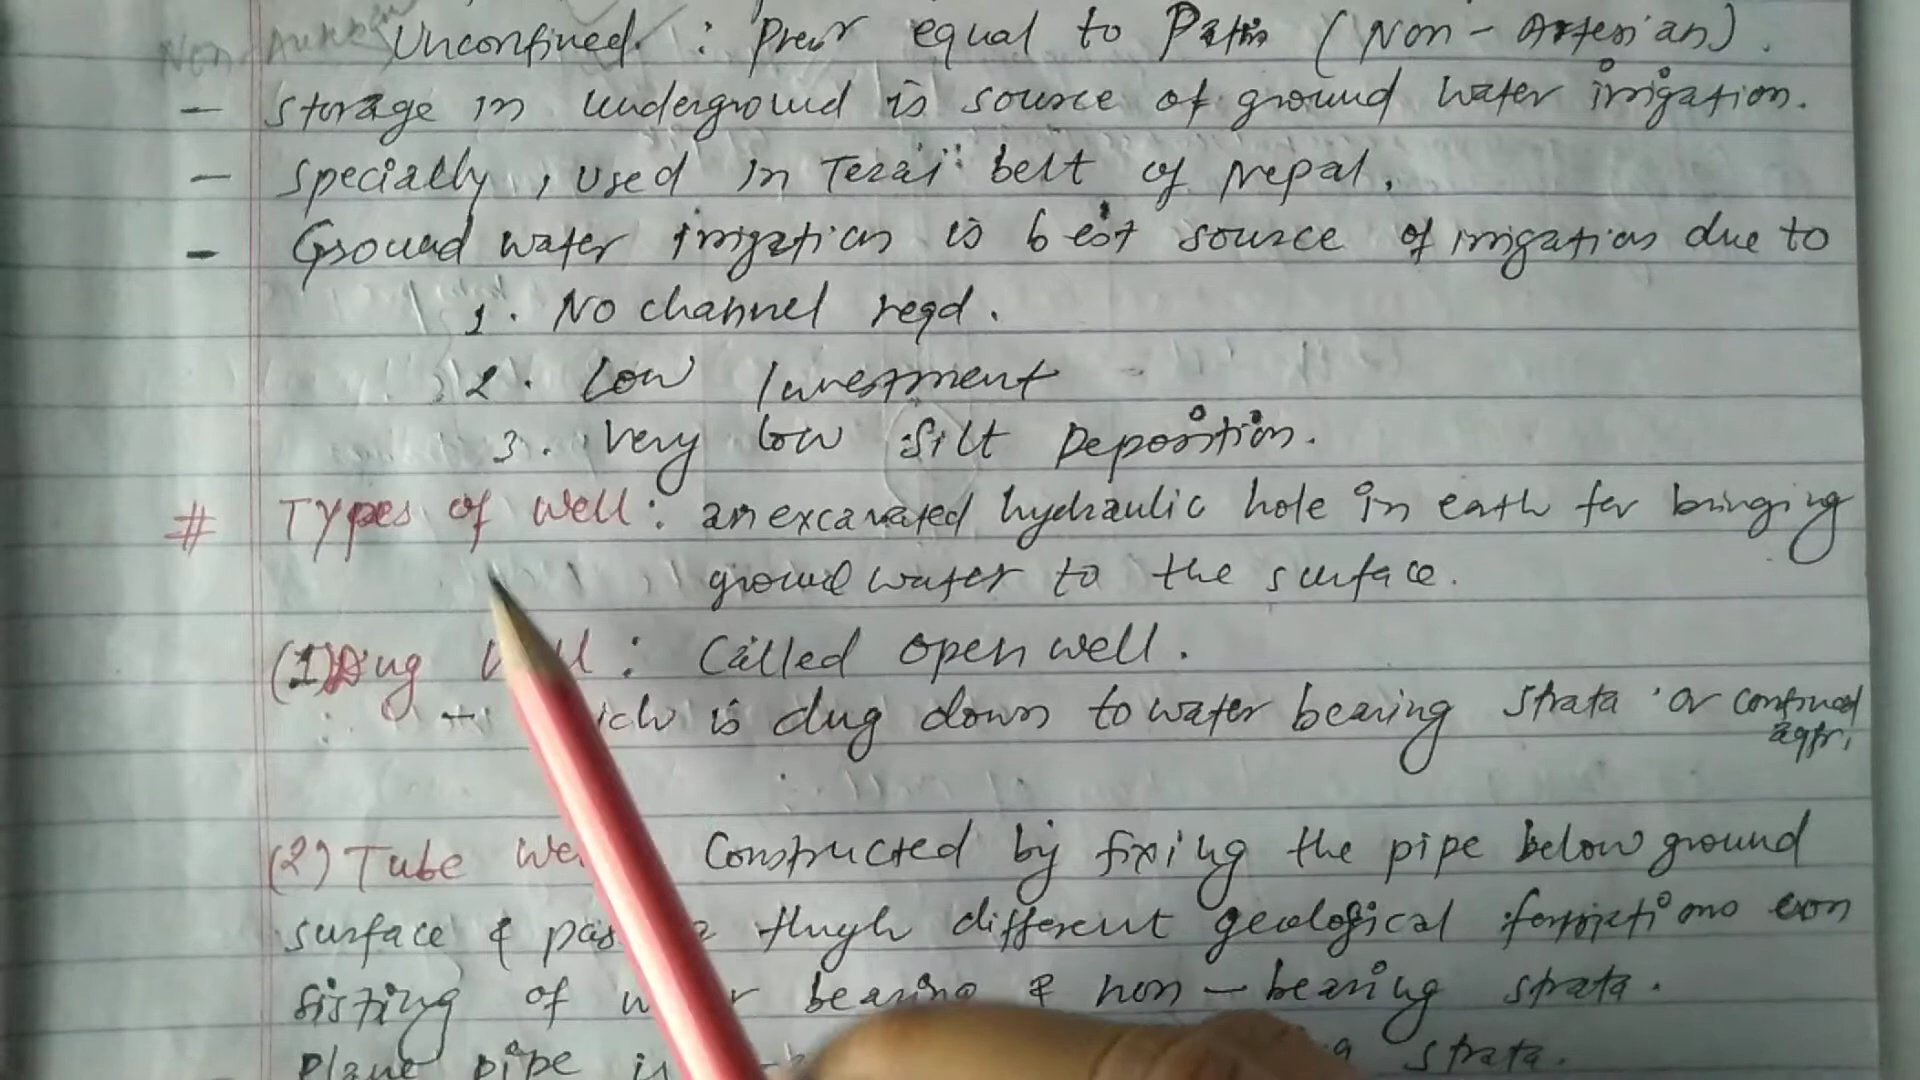 Unconfined : Presr equal to Patm (Non-Artesian).
- Storage in underground is source of ground water irrigation.
- Specially, used in Terai belt of Nepal.
- Ground water irrigation is best source of irrigation due to
1. No channel reqd.
2. Low Investment
3. Very low Silt Deposition.
# Types of well: an excavated hydraulic hole in earth for bringing
ground water to the surface.
(1) Dug : Called open well.
is dug down to water bearing strata or confined
aqfr.
(2) Tube Constructed by fixing the pipe below ground
surface & thrugh different geological formations con
sisting of bearing & non-bearing strata.
Plane pipe strata.